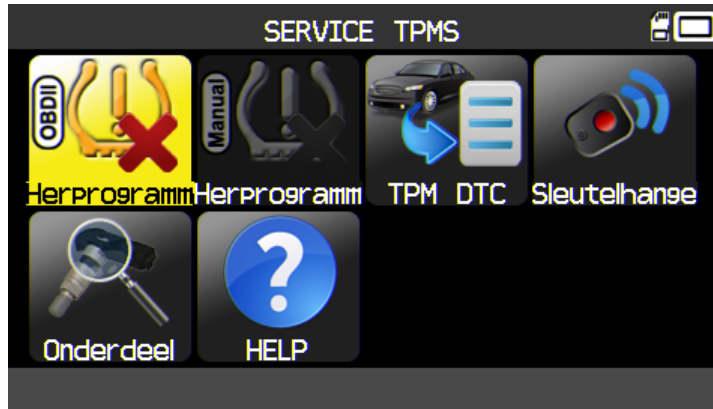 SERVICE TPMS
OBDII
Manual
Herprogramm
Herprogramm
TPM DTC
Sleutelhange
Onderdeel
HELP